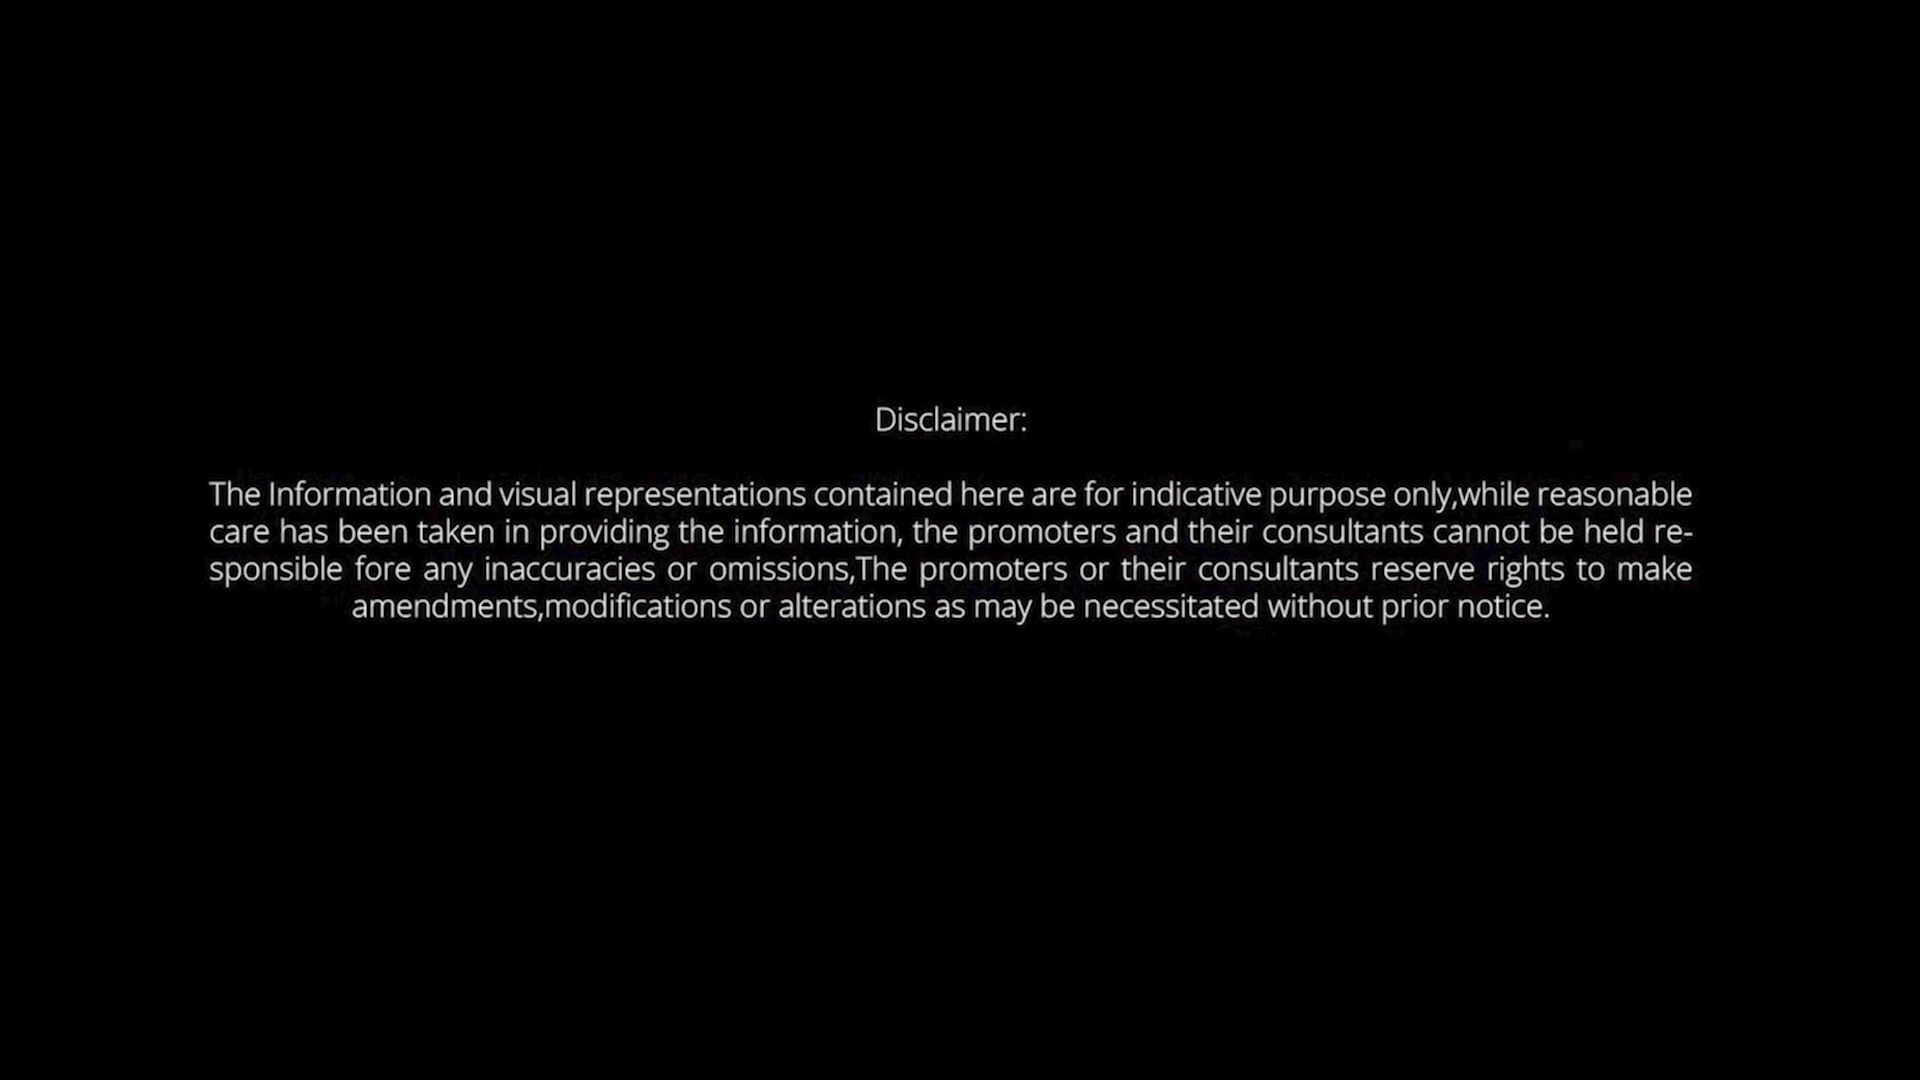 Disclaimer:
The Information and visual representations contained here are for indicative purpose only,while reasonable
care has been taken in providing the information, the promoters and their consultants cannot be held re-
sponsible fore any inaccuracies or omissions,The promoters or their consultants reserve rights to make
amendments,modifications or alterations as may be necessitated without prior notice.